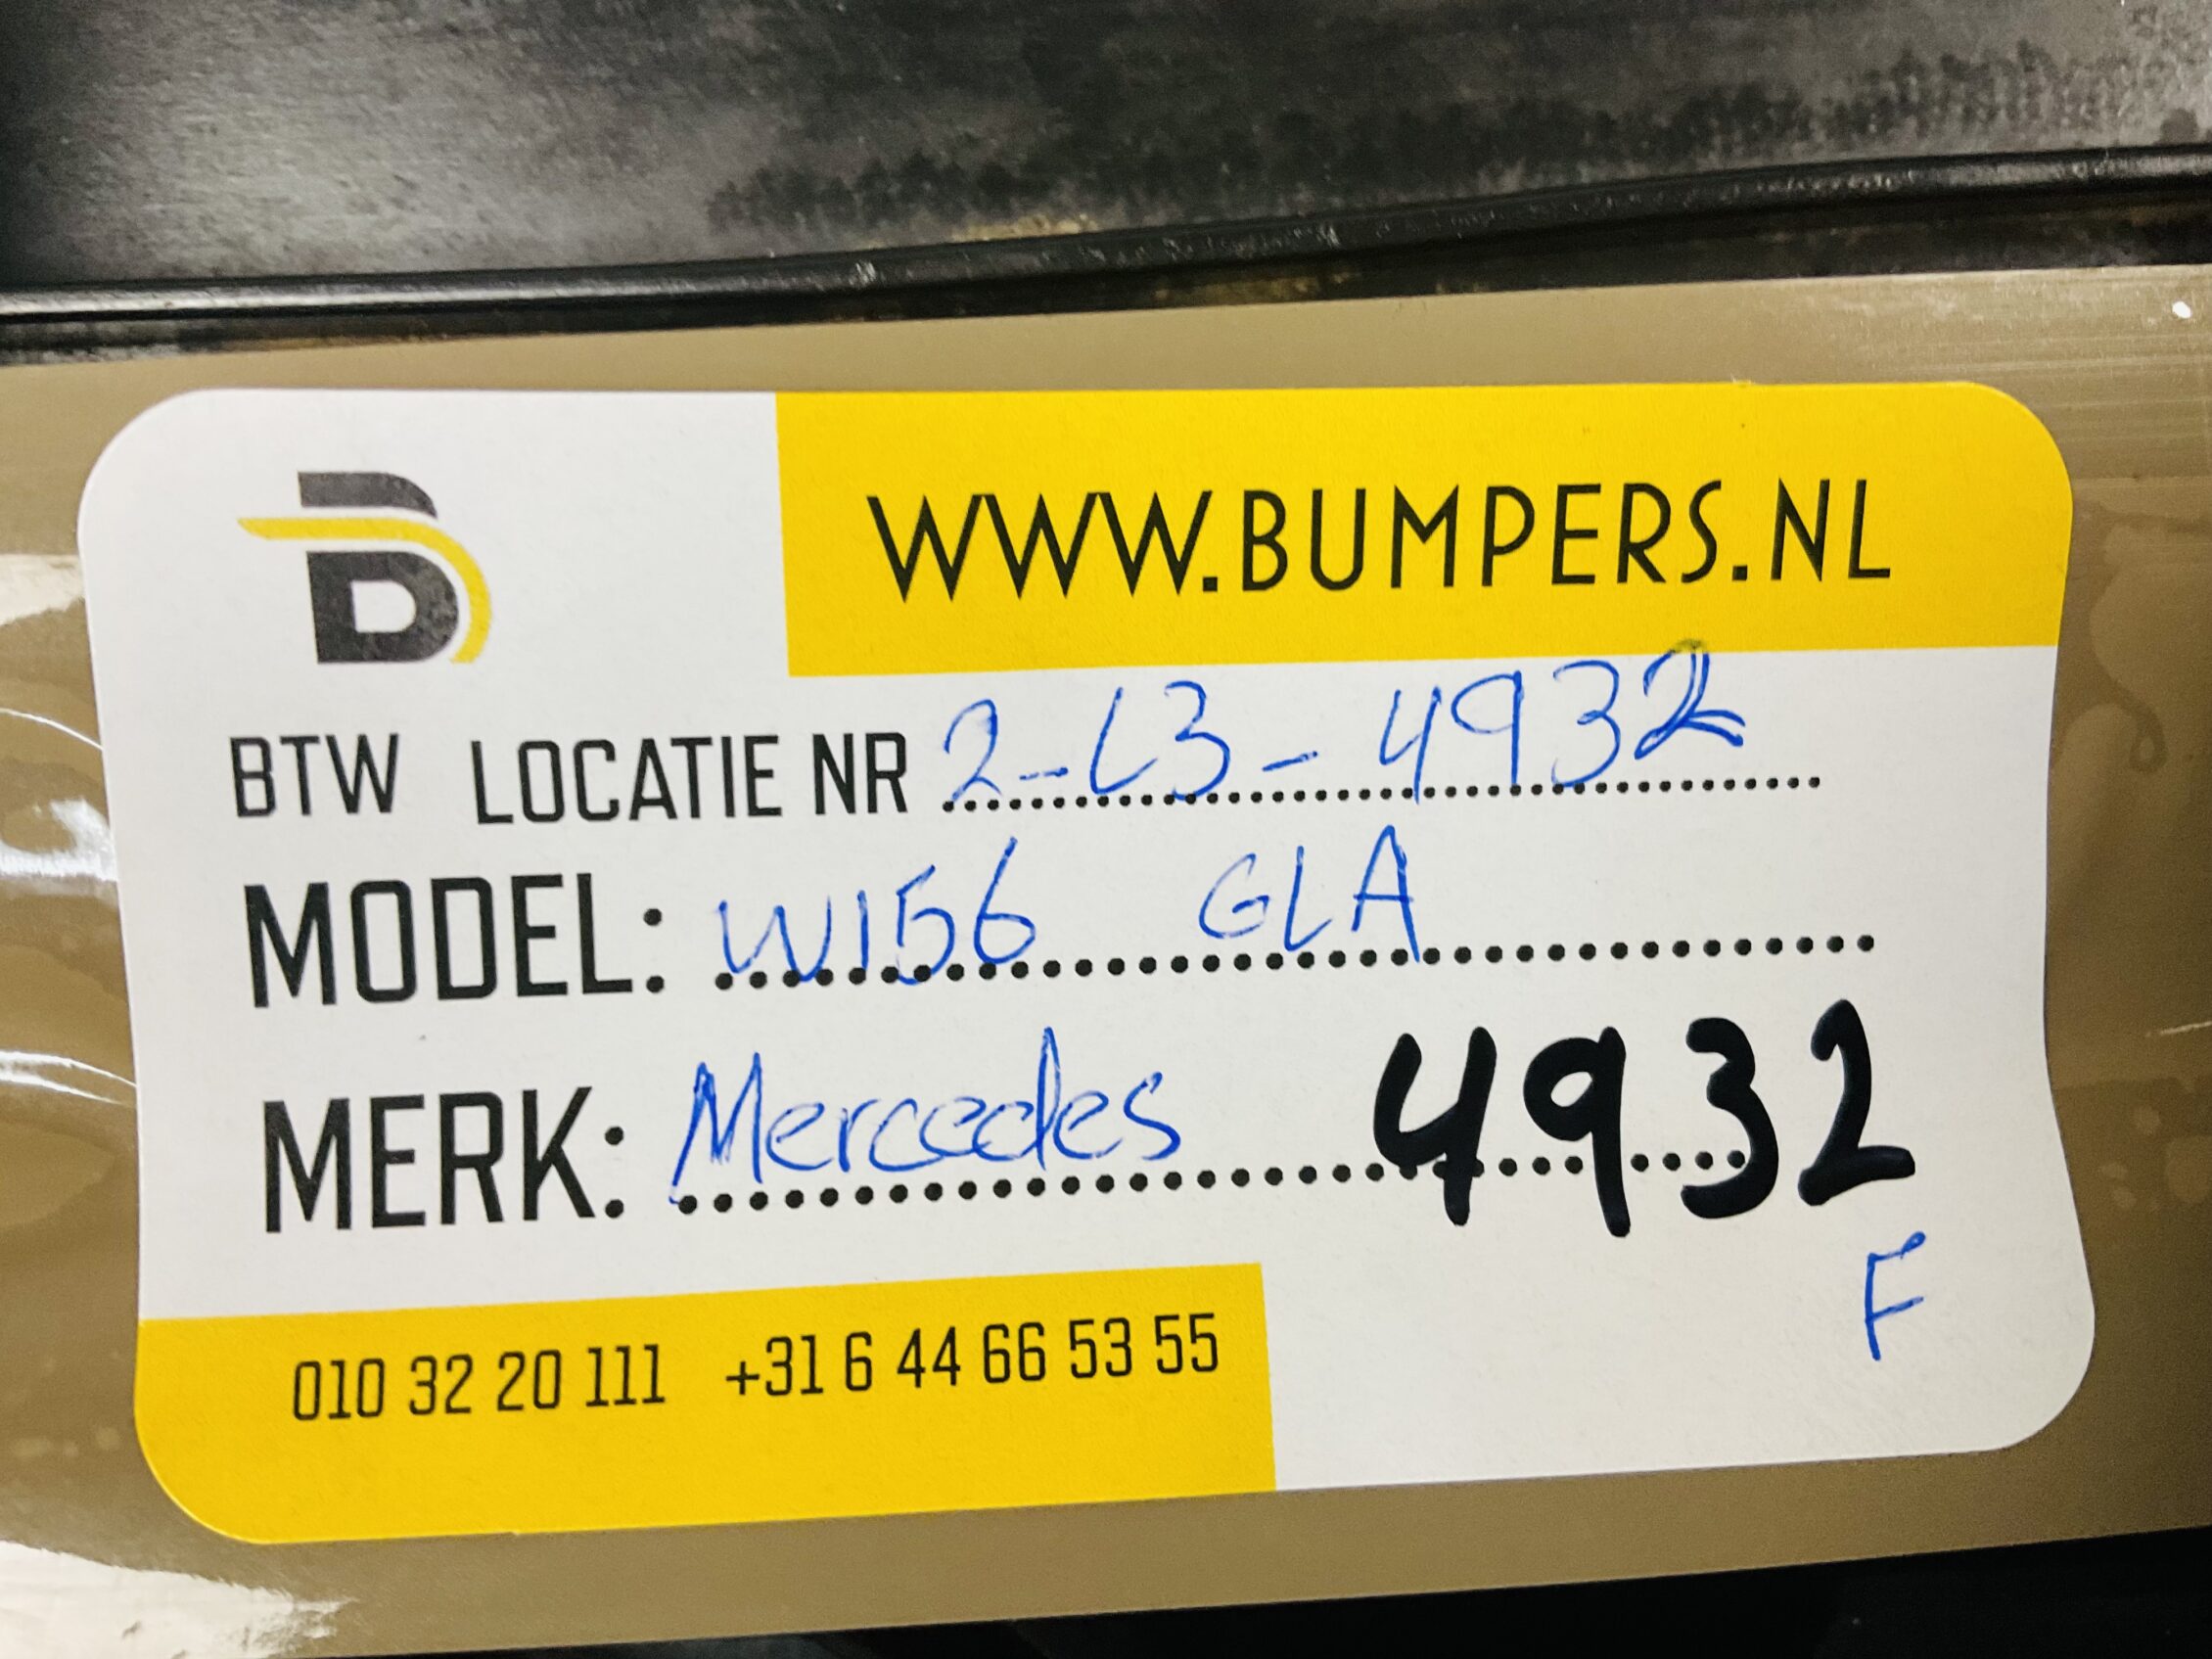 B
WWW.BUMPERS.NL
BTW LOCATIE NR 2-L3-4932
MODEL: W156 GLA
MERK: Mercedes 4932
F
010 32 20 111 +31 6 44 66 53 55